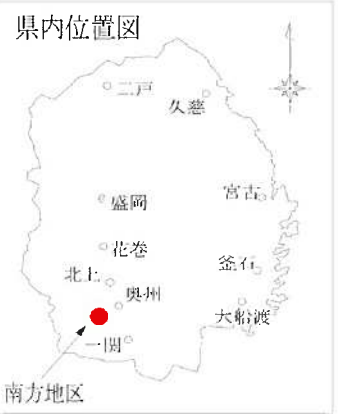 県内位置図
二戸
久慈
盛岡
宮古
花巻
釜石
北上
奥州
大船渡
一関
南方地区